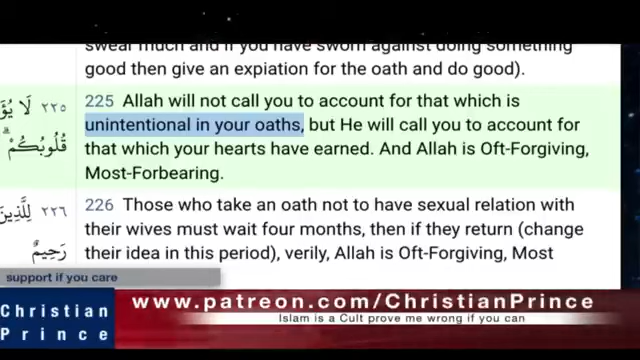 swear much and if you have sworn against doing something
good then give an expiation for the oath and do good).
٢٢٥ لَا يُؤَ
225 Allah will not call you to account for that which is
unintentional in your oaths, but He will call you to account for
قُلُوبُكُمْ ۗ
that which your hearts have earned. And Allah is Oft-Forgiving,
Most-Forbearing.
٢٢٦ لِلَّذِينَ
226 Those who take an oath not to have sexual relation with
their wives must wait four months, then if they return (change
رَحِيمٌ
their idea in this period), verily, Allah is Oft-Forgiving, Most
support if you care
Christian
Prince
www.patreon.com/ChristianPrince
Islam is a Cult prove me wrong if you can